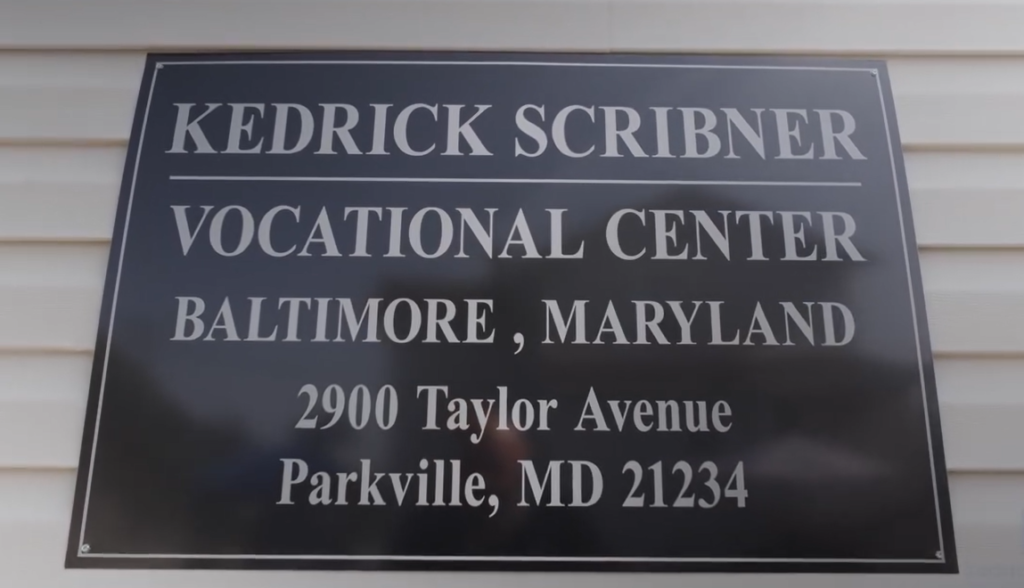 KEDRICK SCRIBNER
VOCATIONAL CENTER
BALTIMORE , MARYLAND
2900 Taylor Avenue
Parkville, MD 21234